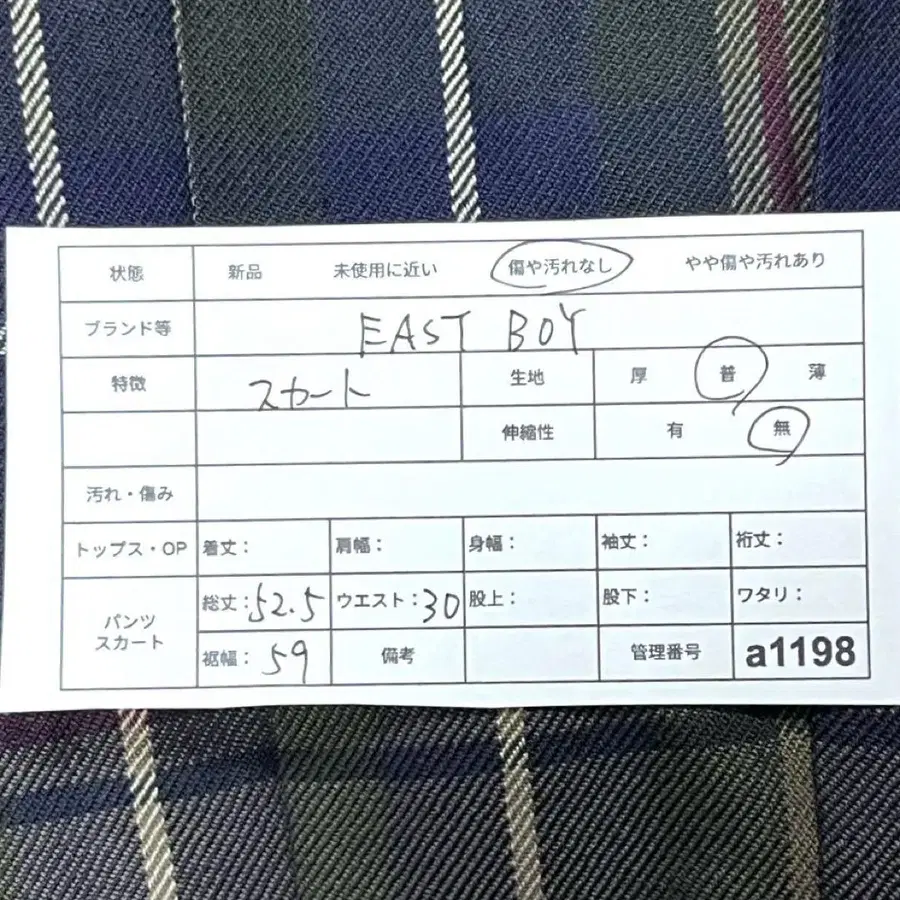 状態 新品 未使用に近い 傷や汚れなし やや傷や汚れあり
ブランド等 EAST BOY
特徴 スカート 生地 厚 普 薄
伸縮性 有 無
汚れ・傷み
トップス・OP 着丈: 肩幅: 身幅: 袖丈: 裄丈:
パンツ スカート 総丈:52.5 ウエスト:30 股上: 股下: ワタリ:
裾幅: 59 備考 管理番号 a1198